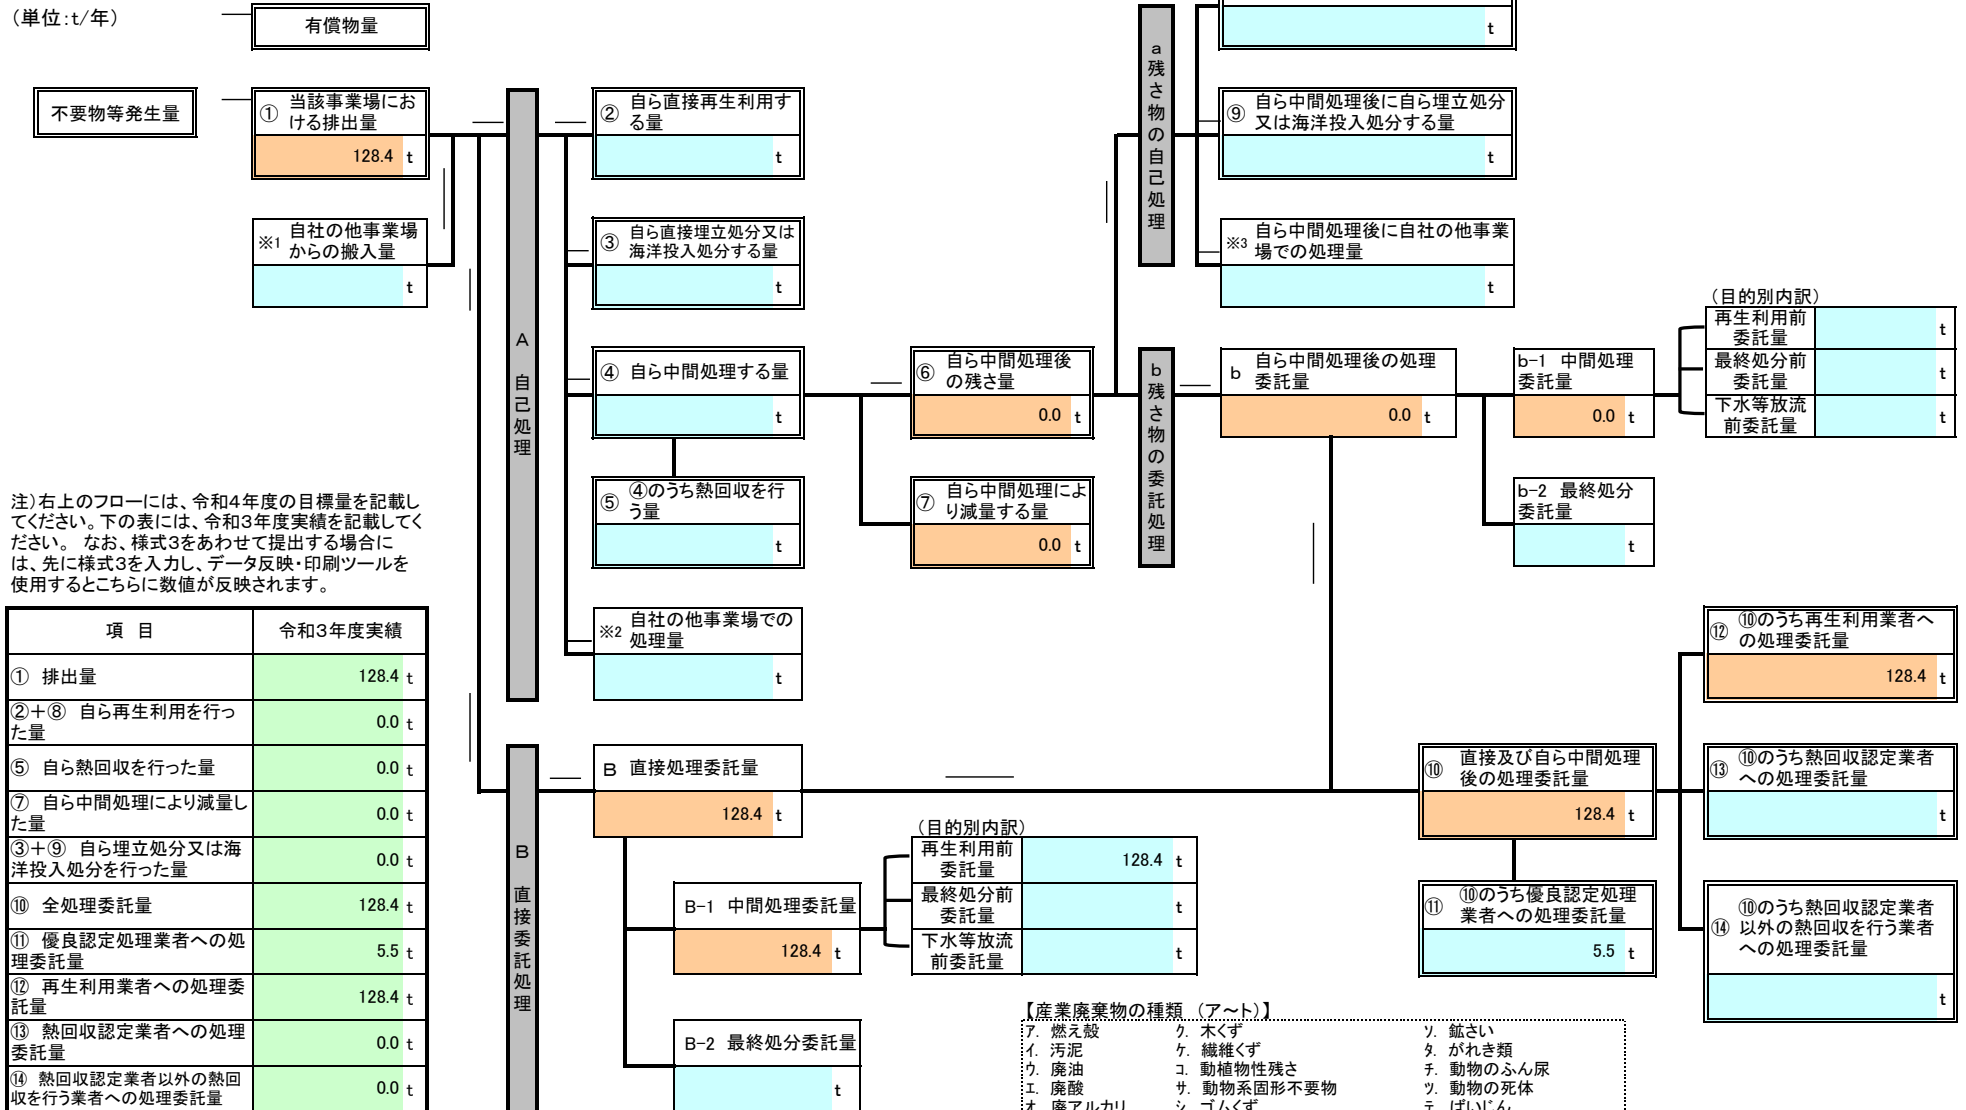 （単位:t/年）
有償物量
t
不要物等発生量
① 当該事業場にお
ける排出量
128.4 t
※1 自社の他事業場
からの搬入量
t
A 自己処理
② 自ら直接再生利用す
る量
t
③ 自ら直接埋立処分又は
海洋投入処分する量
t
④ 自ら中間処理する量
t
⑤ ④のうち熱回収を行
う量
t
※2 自社の他事業場での
処理量
t
⑥ 自ら中間処理後
の残さ量
0.0 t
⑦ 自ら中間処理によ
り減量する量
0.0 t
a 残さ物の自己処理
⑨ 自ら中間処理後に自ら埋立処分
又は海洋投入処分する量
t
※3 自ら中間処理後に自社の他事業
場での処理量
t
b 残さ物の委託処理
b 自ら中間処理後の処理
委託量
0.0 t
b-1 中間処理
委託量
0.0 t
b-2 最終処分
委託量
t
（目的別内訳）
再生利用前
委託量
t
最終処分前
委託量
t
下水等放流
前委託量
t
注）右上のフローには、令和4年度の目標量を記載し
てください。下の表には、令和3年度実績を記載してく
ださい。 なお、様式3をあわせて提出する場合に
は、先に様式3を入力し、データ反映・印刷ツールを
使用するとこちらに数値が反映されます。
項 目 令和3年度実績
① 排出量 128.4 t
②＋⑧ 自ら再生利用を行っ
た量 0.0 t
⑤ 自ら熱回収を行った量 0.0 t
⑦ 自ら中間処理により減量し
た量 0.0 t
③＋⑨ 自ら埋立処分又は海
洋投入処分を行った量 0.0 t
⑩ 全処理委託量 128.4 t
⑪ 優良認定処理業者への処
理委託量 5.5 t
⑫ 再生利用業者への処理委
託量 128.4 t
⑬ 熱回収認定業者への処理
委託量 0.0 t
⑭ 熱回収認定業者以外の熱回
収を行う業者への処理委託量 0.0 t
B 直接委託処理
B 直接処理委託量
128.4 t
B-1 中間処理委託量
128.4 t
B-2 最終処分委託量
t
（目的別内訳）
再生利用前
委託量
128.4 t
最終処分前
委託量
t
下水等放流
前委託量
t
⑩ 直接及び自ら中間処理
後の処理委託量
128.4 t
⑪ ⑩のうち優良認定処理
業者への処理委託量
5.5 t
⑫ ⑩のうち再生利用業者へ
の処理委託量
128.4 t
⑬ ⑩のうち熱回収認定業者
への処理委託量
t
⑭ ⑩のうち熱回収認定業者
以外の熱回収を行う業者
への処理委託量
t
【産業廃棄物の種類 （ア～ト）】
ｱ. 燃え殻 ｸ. 木くず ｿ. 鉱さい
ｲ. 汚泥 ｹ. 繊維くず ﾀ. がれき類
ｳ. 廃油 ｺ. 動植物性残さ ﾁ. 動物のふん尿
ｴ. 廃酸 ｻ. 動物系固形不要物 ﾂ. 動物の死体
ｵ. 廃アルカリ ｼ. ゴムくず ﾃ. ばいじん